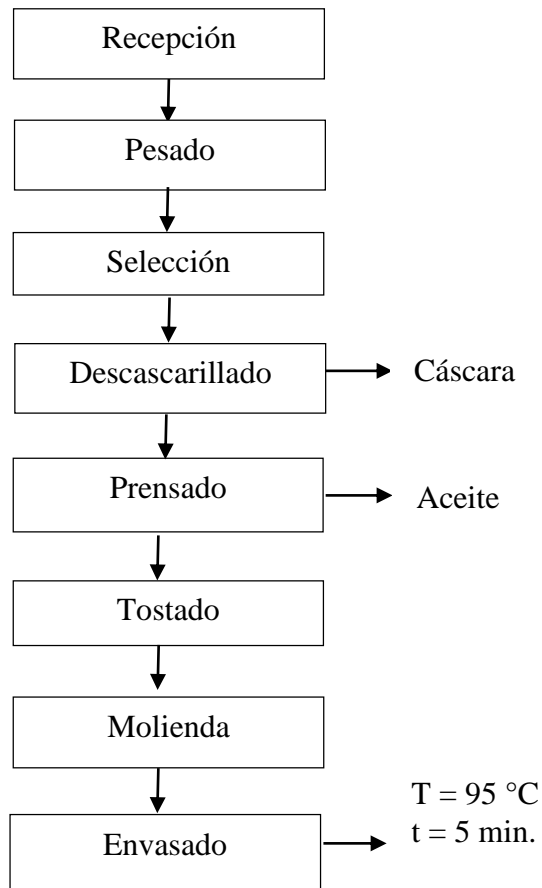 Recepción
Pesado
Selección
Descascarillado
Cáscara
Prensado
Aceite
Tostado
Molienda
T = 95 °C
t = 5 min.
Envasado